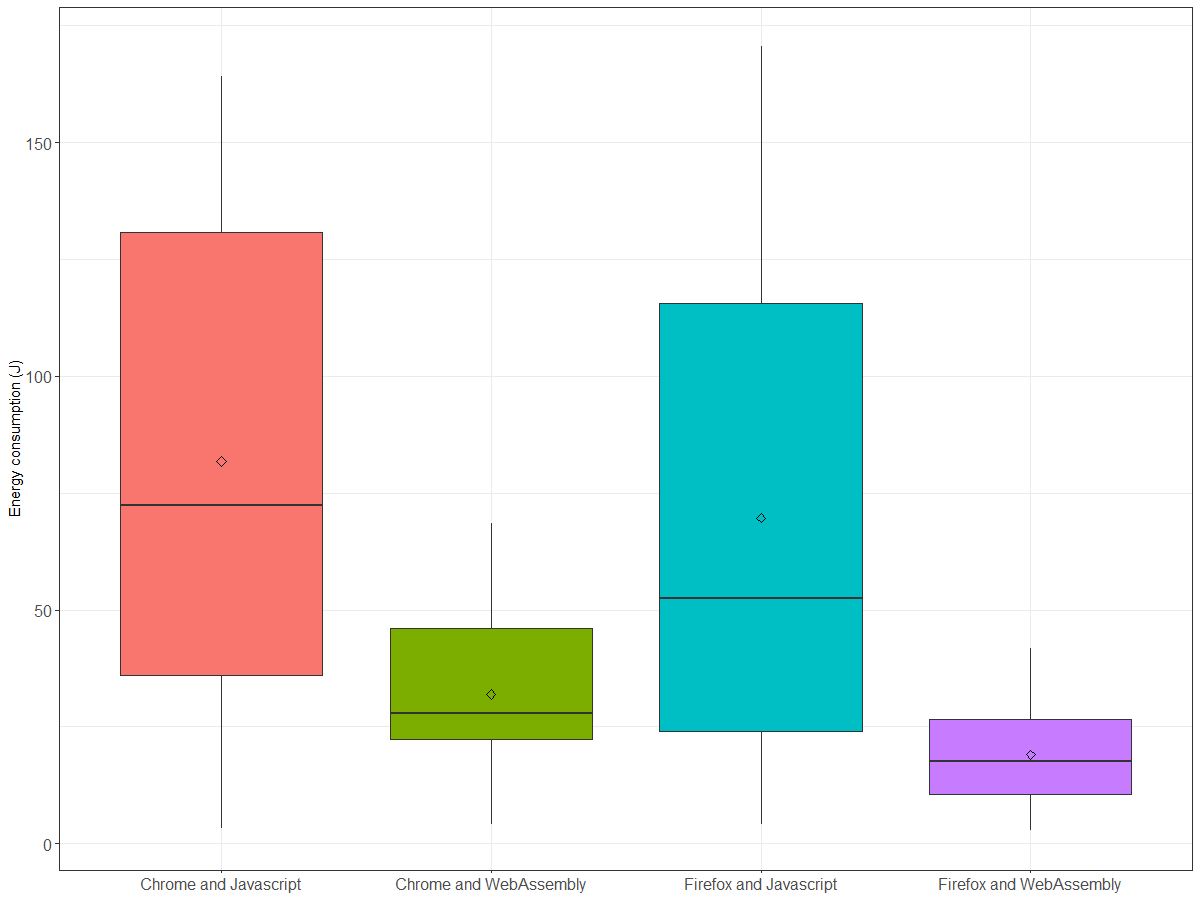 Energy consumption (J)
150
100
50
0
Chrome and Javascript
Chrome and WebAssembly
Firefox and Javascript
Firefox and WebAssembly